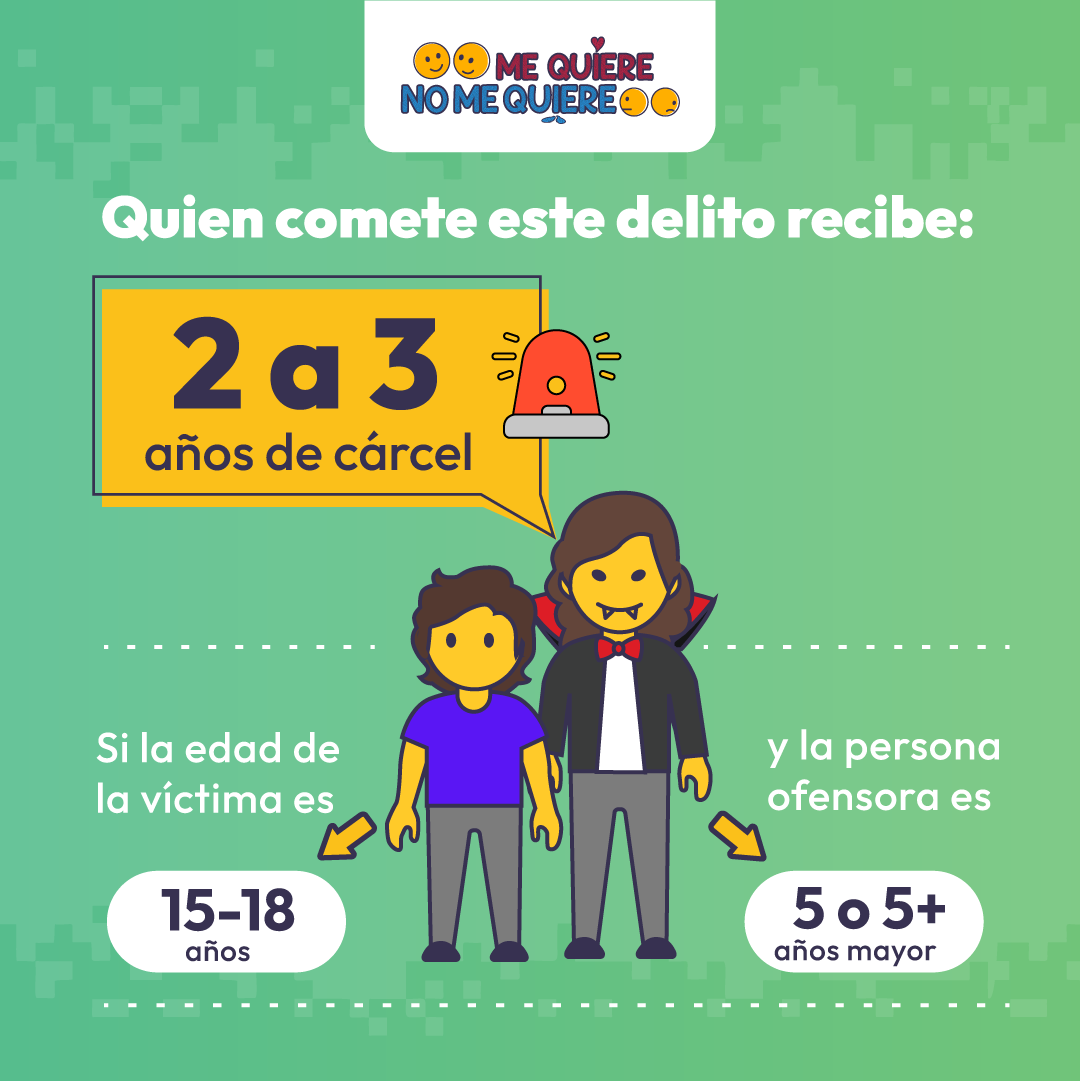 ME QUIERE
NO ME QUIERE
Quien comete este delito recibe:
2 a 3
años de cárcel
Si la edad de
la víctima es
15-18
años
y la persona
ofensora es
5 o 5+
años mayor